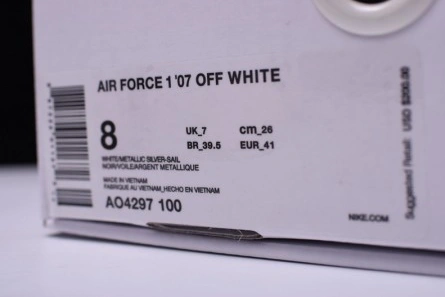 AIR FORCE 1 '07 OFF WHITE
8
UK_7 cm_26
BR_39.5 EUR_41
WHITE/METALLIC SILVER-SAIL
NOIR/VOILE/ARGENT METALLIQUE
MADE IN VIETNAM
FABRIQUE AU VIETNAM_HECHO EN VIETNAM
AO4297 100
NIKE.COM
Suggested Retail USD $200.00